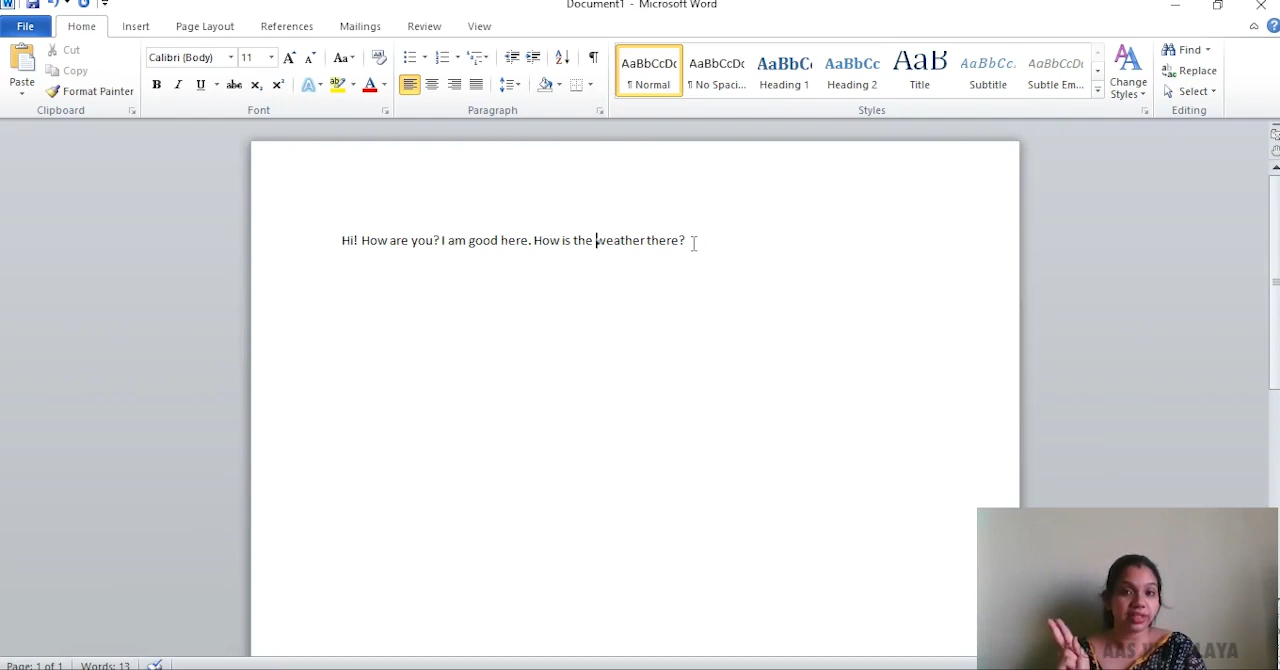 Document1 - Microsoft Word
File Home Insert Page Layout References Mailings Review View
Paste
Cut
Copy
Format Painter
Clipboard
Calibri (Body) 11
Font
Paragraph
AaBbCcDc AaBbCcDc AaBbC AaBbCc AaB AaBbCc. AaBbCcDc
¶ Normal ¶ No Spaci... Heading 1 Heading 2 Title Subtitle Subtle Em...
Change
Styles
Styles
Find
Replace
Select
Editing
Hi! How are you? I am good here. How is the weather there?
Page: 1 of 1 Words: 13
AAS